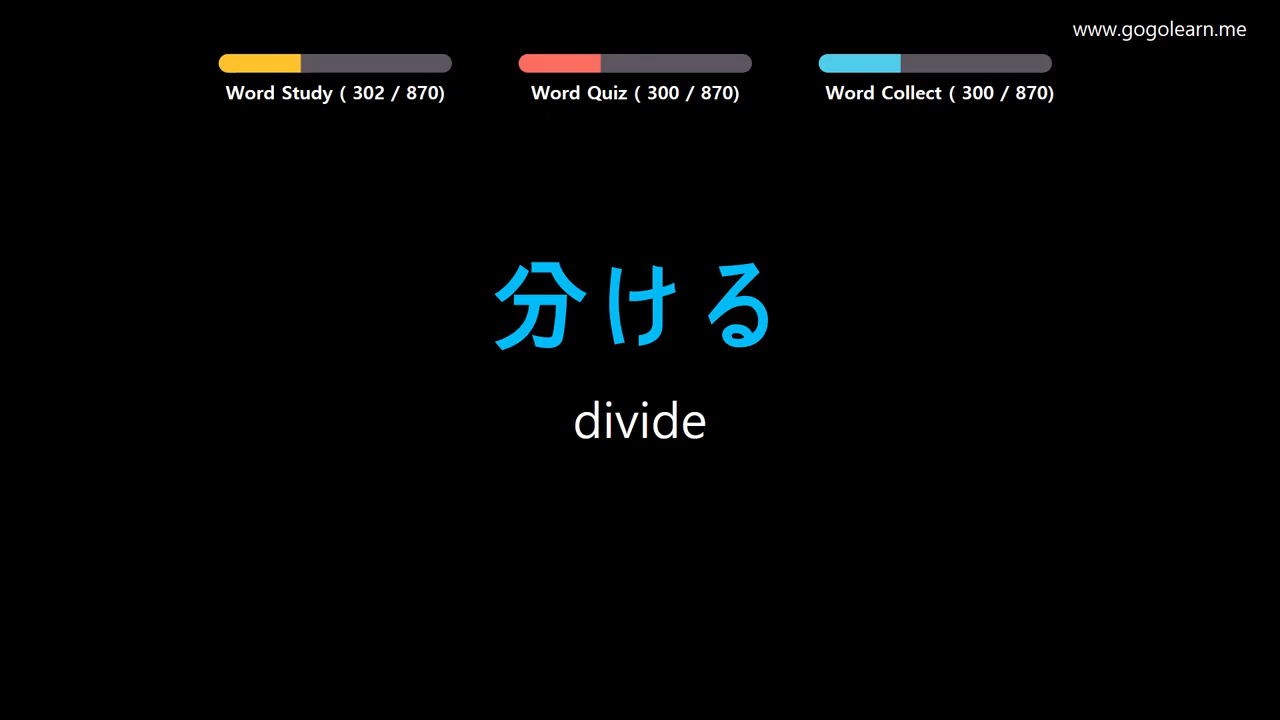 www.gogolearn.me
Word Study ( 302 / 870)
Word Quiz ( 300 / 870)
Word Collect ( 300 / 870)
分ける
divide